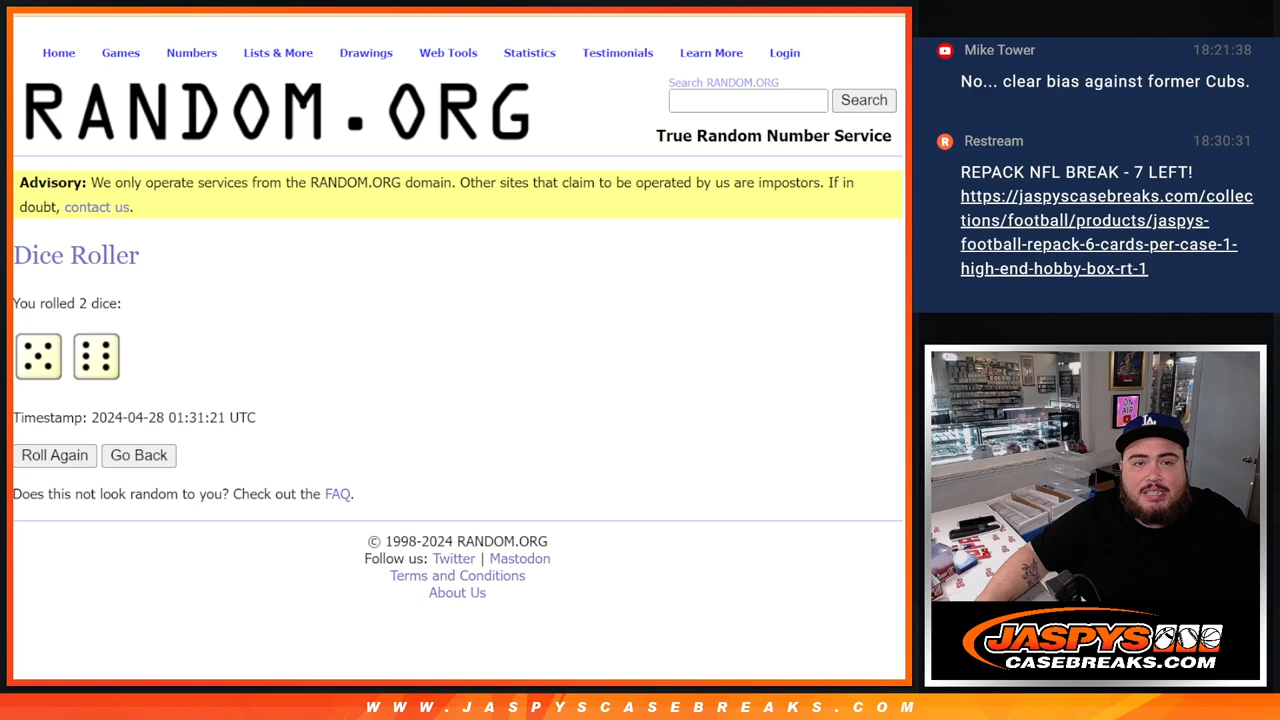 Home Games Numbers Lists & More Drawings Web Tools Statistics Testimonials Learn More Login
RANDOM.ORG
Search RANDOM.ORG
Search
True Random Number Service
Advisory: We only operate services from the RANDOM.ORG domain. Other sites that claim to be operated by us are impostors. If in
doubt, contact us.
Dice Roller
You rolled 2 dice:
Timestamp: 2024-04-28 01:31:21 UTC
Roll Again Go Back
Does this not look random to you? Check out the FAQ.
© 1998-2024 RANDOM.ORG
Follow us: Twitter | Mastodon
Terms and Conditions
About Us
Mike Tower 18:21:38
No... clear bias against former Cubs.
R Restream 18:30:31
REPACK NFL BREAK - 7 LEFT!
https://jaspyscasebreaks.com/collec
tions/football/products/jaspys-
football-repack-6-cards-per-case-1-
high-end-hobby-box-rt-1
ON
AIR
LA
JASPYS
CASEBREAKS.COM
WWW.JASPYSCASEBREAKS.COM